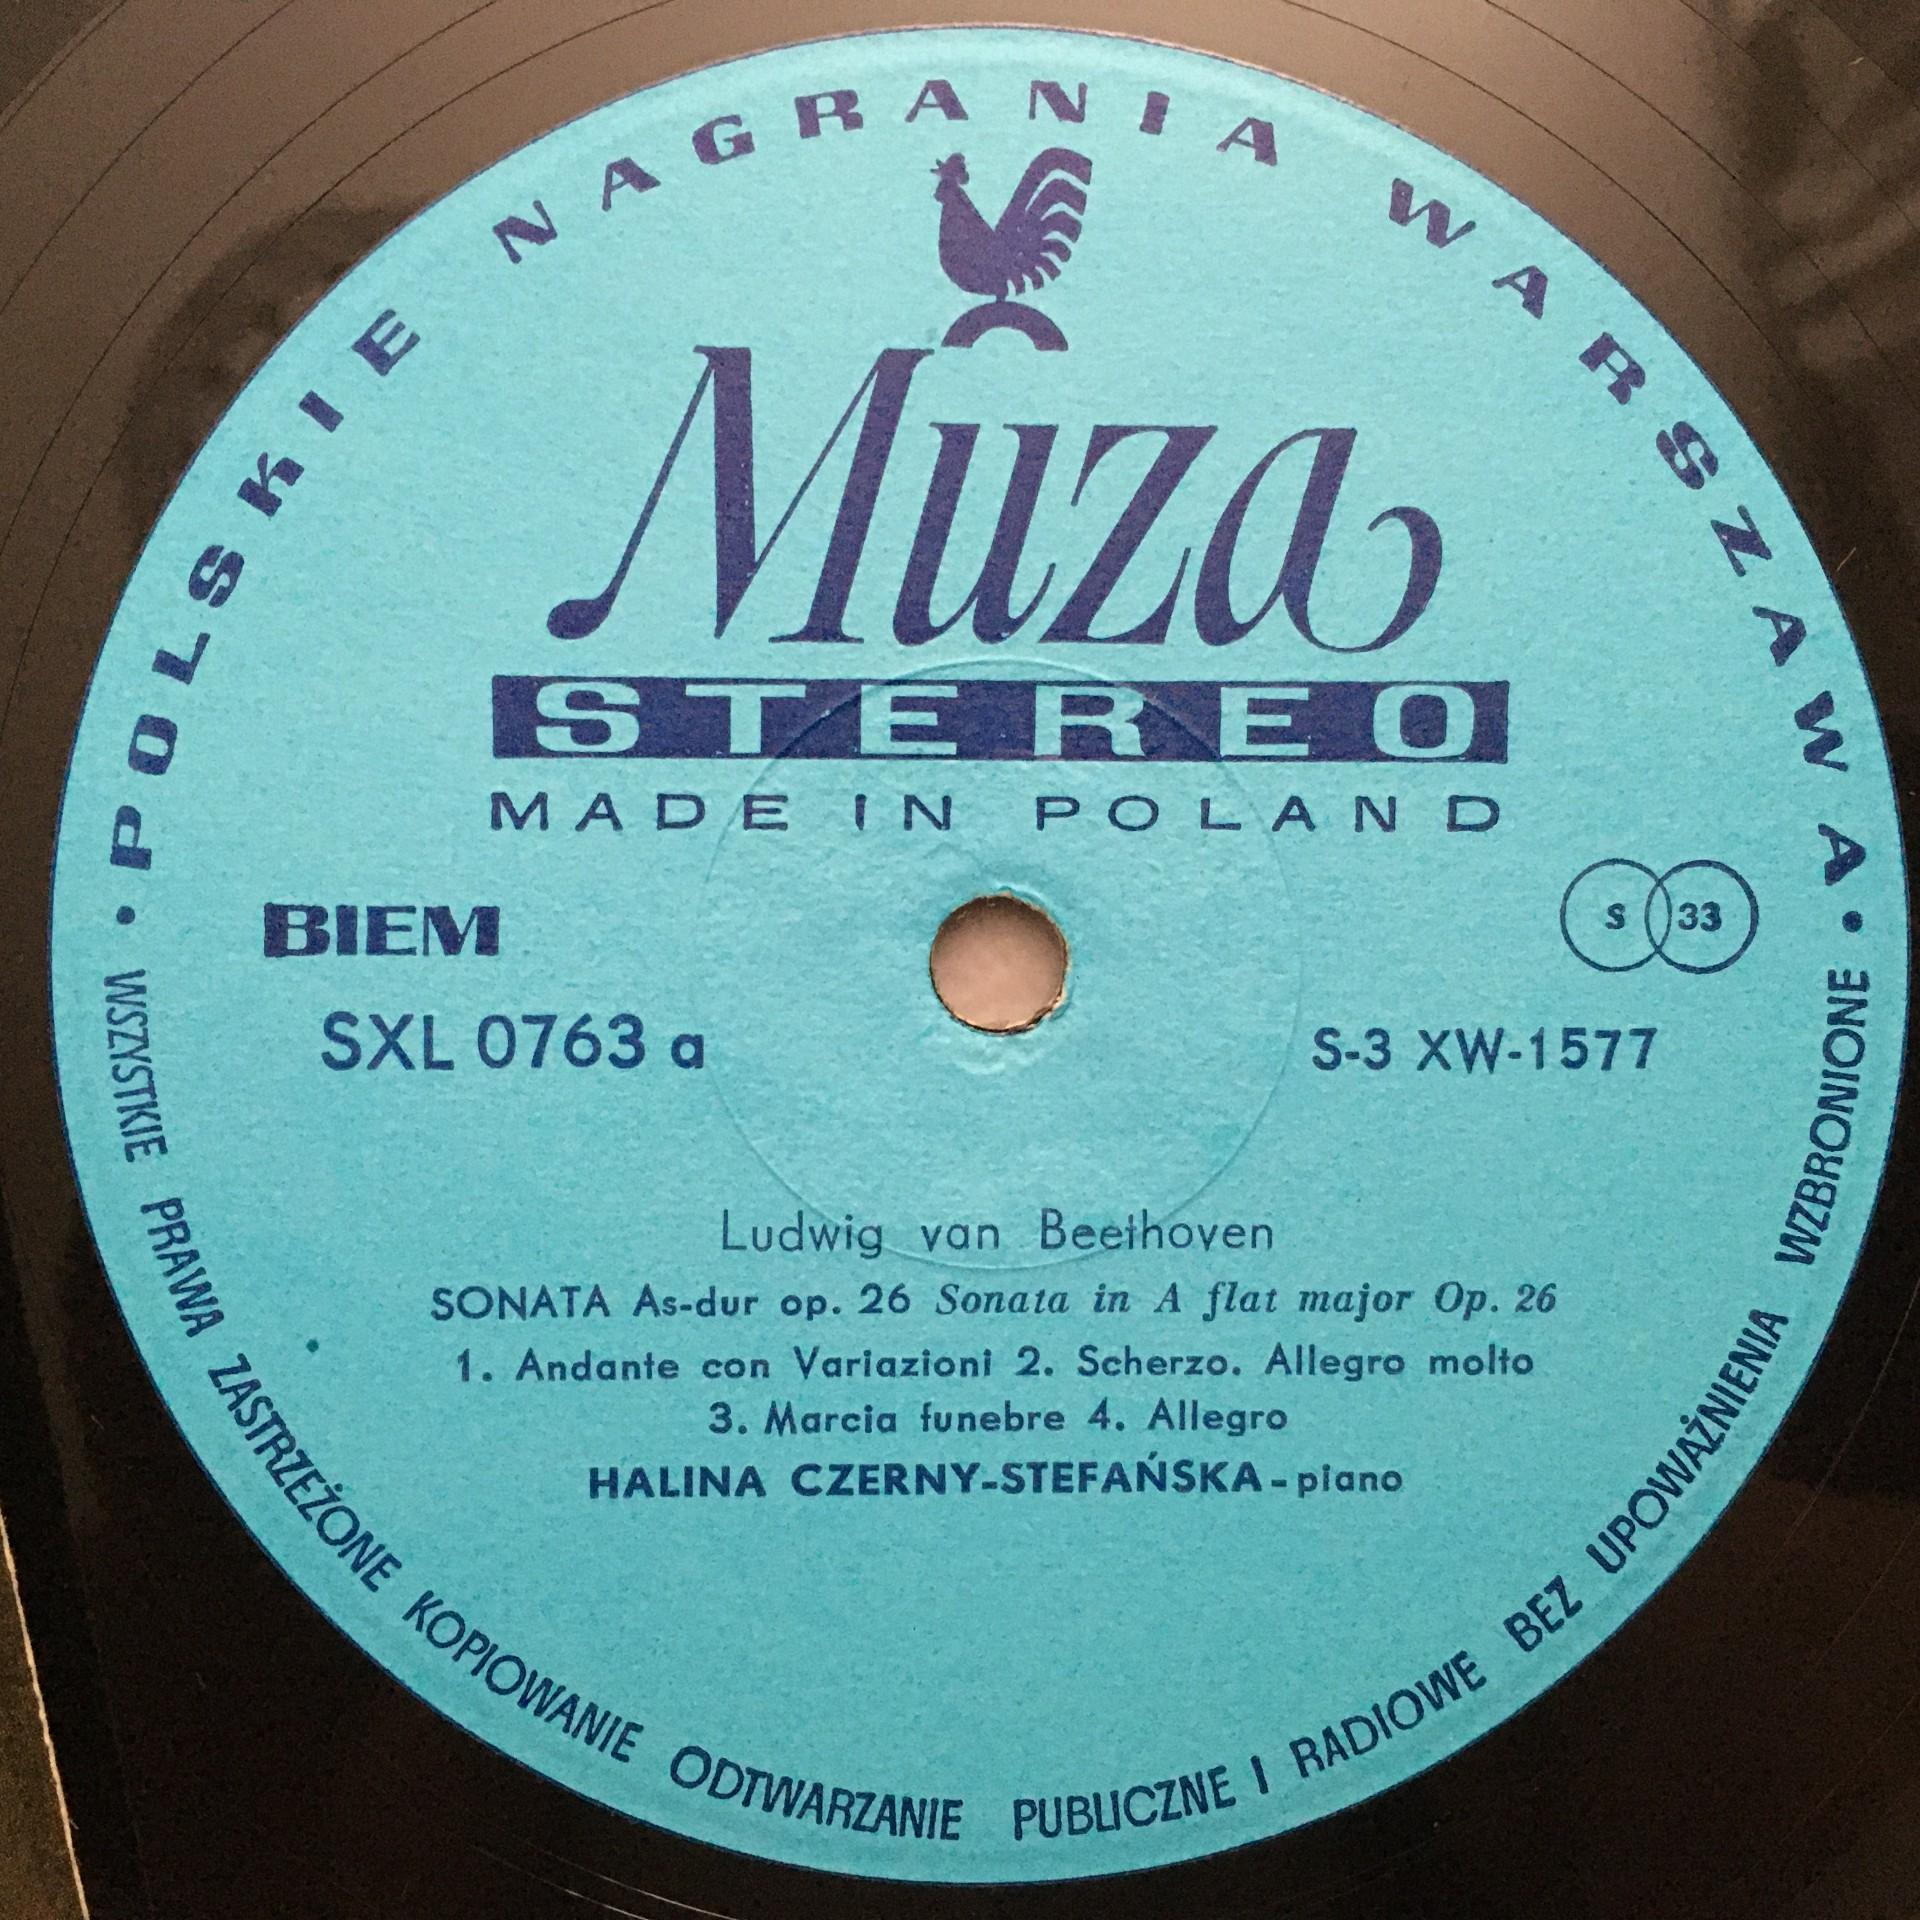 • POLSKIE NAGRANIA WARSZAWA •
Muza
STEREO
MADE IN POLAND
BIEM
S 33
SXL 0763 a
S-3 XW-1577
Ludwig van Beethoven
SONATA As-dur op. 26 Sonata in A flat major Op. 26
1. Andante con Variazioni 2. Scherzo. Allegro molto
3. Marcia funebre 4. Allegro
HALINA CZERNY-STEFAŃSKA - piano
WSZYSTKIE PRAWA ZASTRZEŻONE KOPIOWANIE ODTWARZANIE PUBLICZNE I RADIOWE BEZ UPOWAŻNIENIA WZBRONIONE